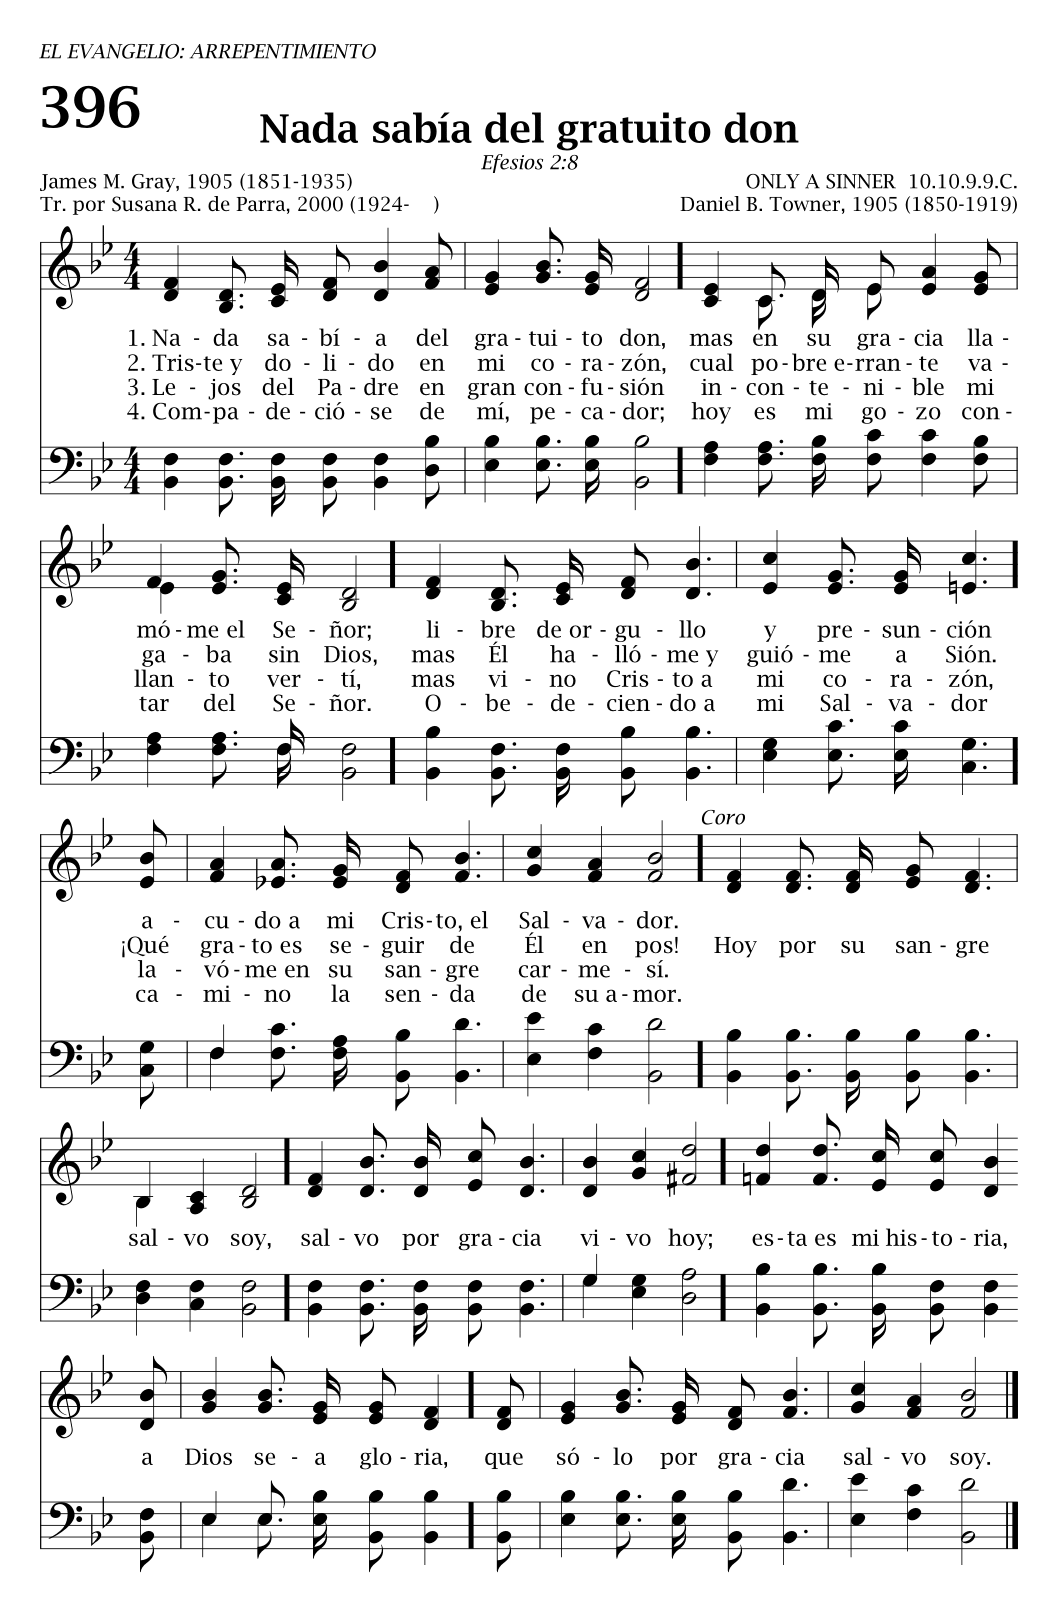 EL EVANGELIO: ARREPENTIMIENTO
396
Nada sabía del gratuito don
Efesios 2:8
James M. Gray, 1905 (1851-1935)
ONLY A SINNER 10.10.9.9.C.
Tr. por Susana R. de Parra, 2000 (1924-    )
Daniel B. Towner, 1905 (1850-1919)
4
4
1. Na - da sa - bí - a del gra - tui - to don, mas en su gra - cia lla -
2. Tris - te y do - li - do en mi co - ra - zón, cual po - bre e - rran - te va -
3. Le - jos del Pa - dre en gran con - fu - sión in - con - te - ni - ble mi
4. Com - pa - de - ció - se de mí, pe - ca - dor; hoy es mi go - zo con -
4
4
mó - me el Se - ñor; li - bre de or - gu - llo y pre - sun - ción
ga - ba sin Dios, mas Él ha - lló - me y guió - me a Sión.
llan - to ver - tí, mas vi - no Cris - to a mi co - ra - zón,
tar del Se - ñor. O - be - de - cien - do a mi Sal - va - dor
Coro
a - cu - do a mi Cris - to, el Sal - va - dor.
¡Qué gra - to es se - guir de Él en pos! Hoy por su san - gre
la - vó - me en su san - gre car - me - sí.
ca - mi - no la sen - da de su a - mor.
sal - vo soy, sal - vo por gra - cia vi - vo hoy; es - ta es mi his - to - ria,
a Dios se - a glo - ria, que só - lo por gra - cia sal - vo soy.